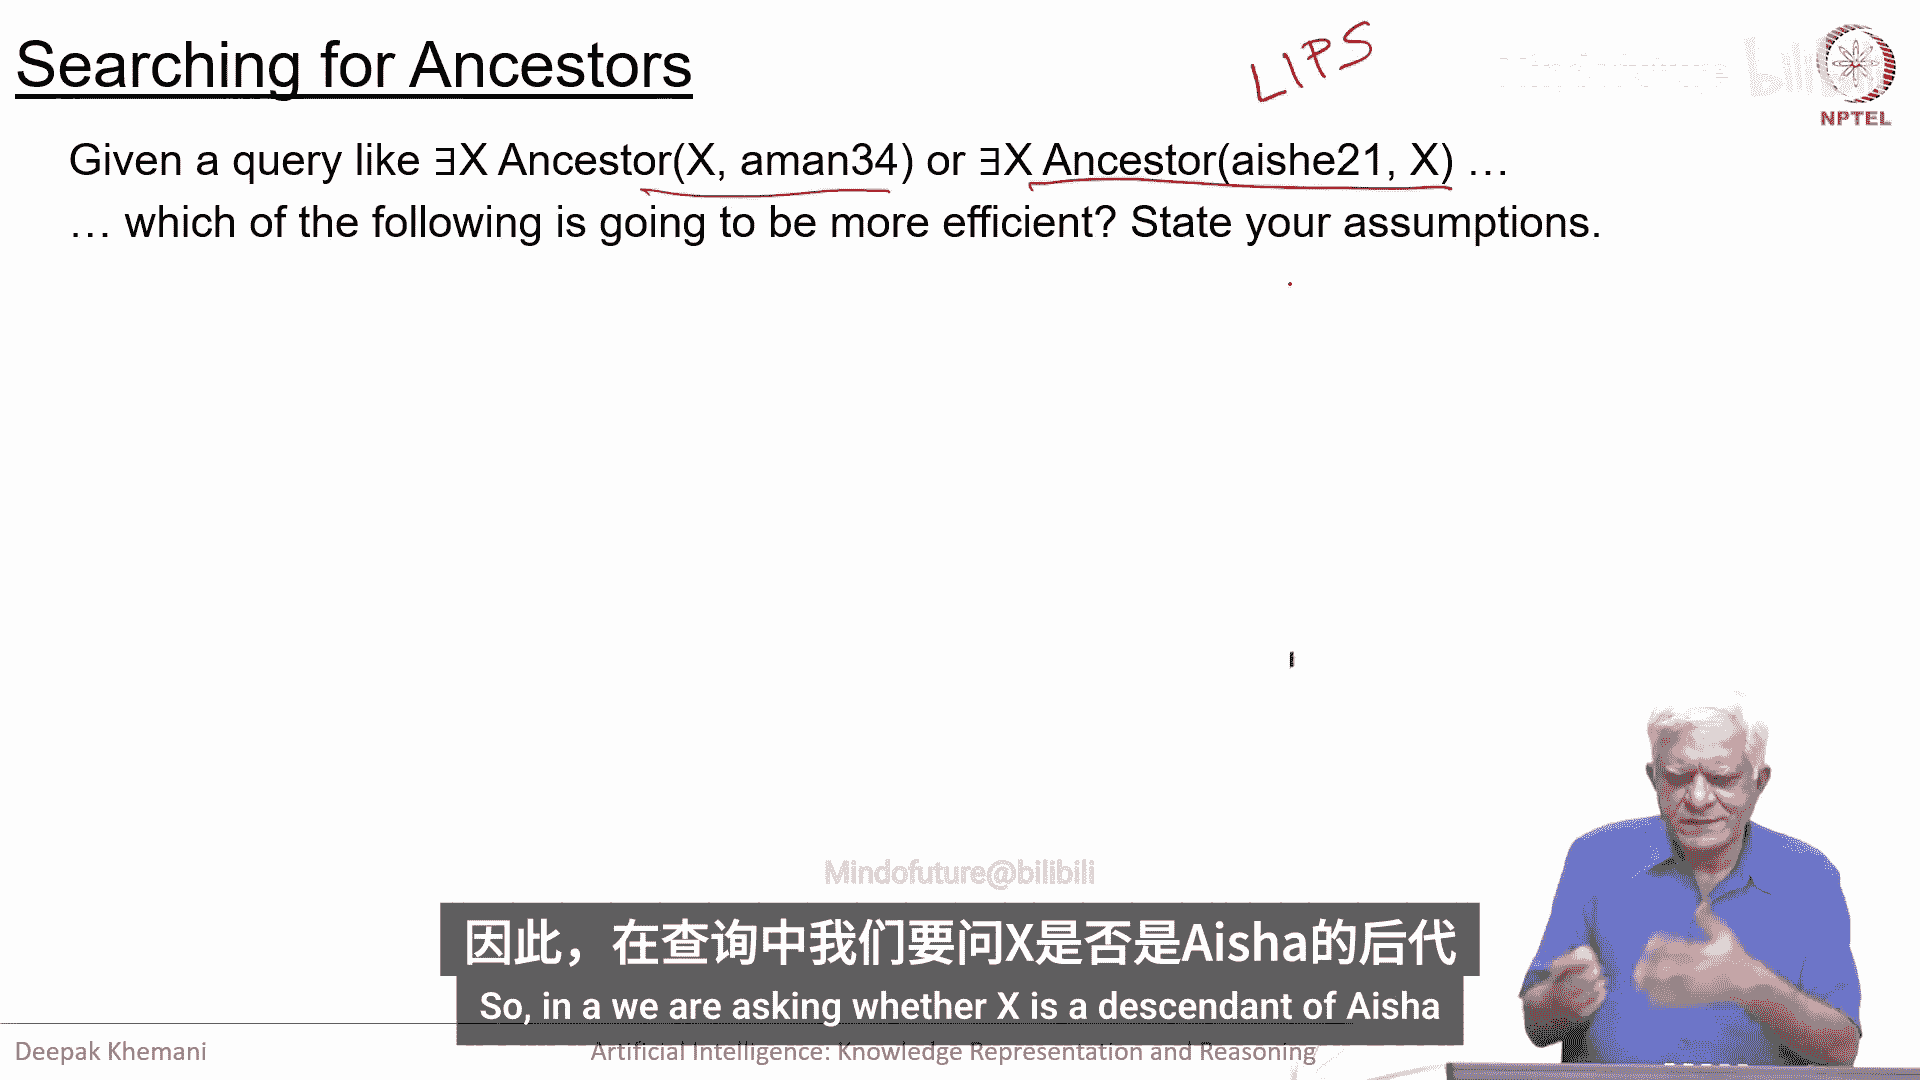 Searching for Ancestors
LIPS
NPTEL
Given a query like ∃X Ancestor(X, aman34) or ∃X Ancestor(aishe21, X) …
… which of the following is going to be more efficient? State your assumptions.
Mindofuture@bilibili
因此，在查询中我们要问X是否是Aisha的后代
So, in a we are asking whether X is a descendant of Aisha
Deepak Khemani
Artificial Intelligence: Knowledge Representation and Reasoning